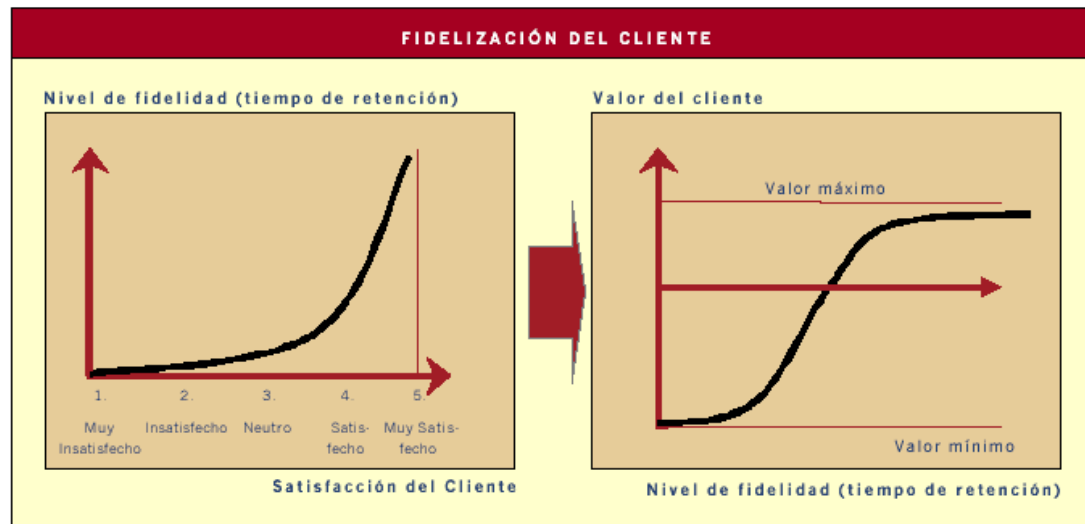 FIDELIZACIÓN DEL CLIENTE
Nivel de fidelidad (tiempo de retención)
1. 2. 3. 4. 5.
Muy Insatisfecho Neutro Satis- Muy Satis-
Insatisfecho fecho fecho
Satisfacción del Cliente
Valor del cliente
Valor máximo
Valor mínimo
Nivel de fidelidad (tiempo de retención)